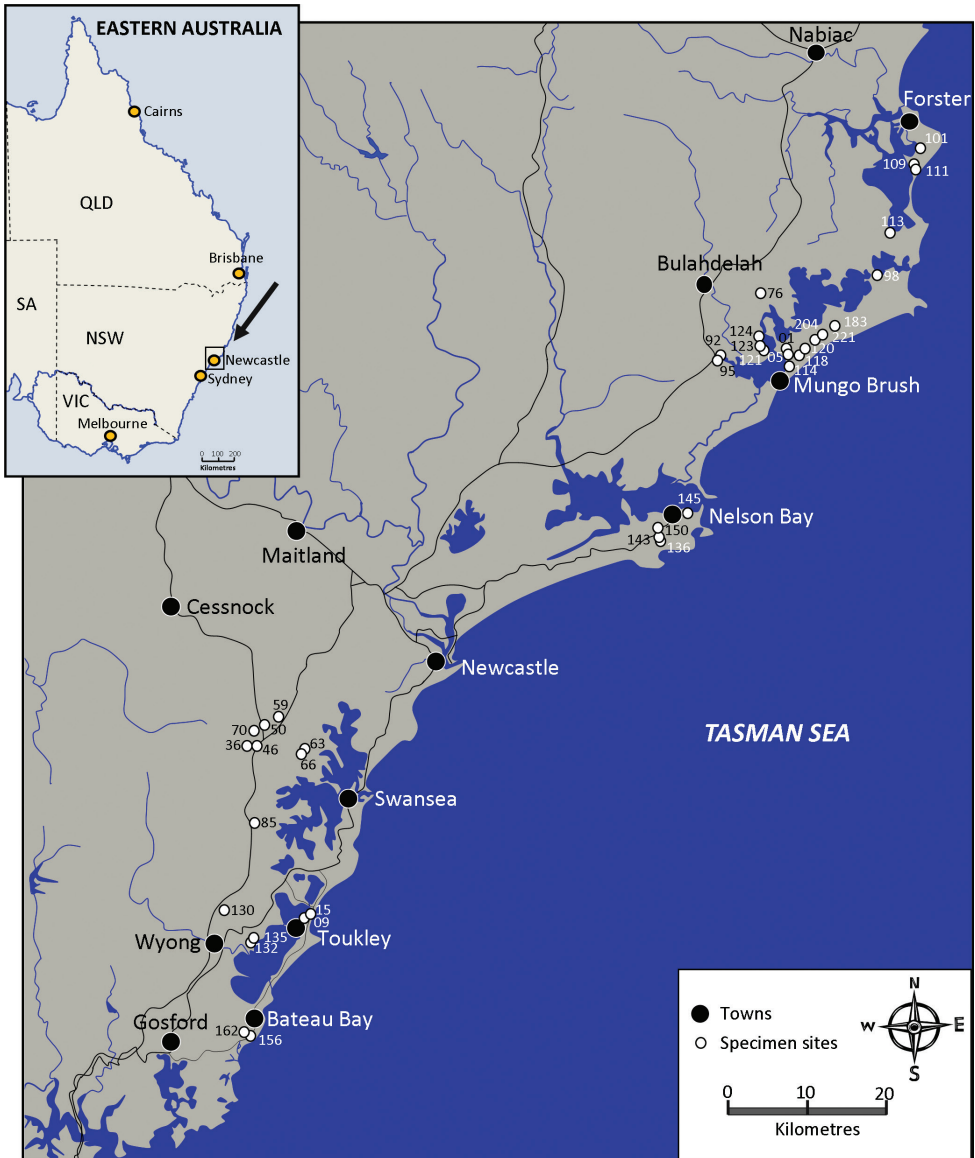 EASTERN AUSTRALIA
Cairns
QLD
Brisbane
SA
NSW
Newcastle
Sydney
VIC
Melbourne
0 100 200
Kilometres
Nabiac
Forster
101
109
111
113
Bulahdelah
98
76
204
183
124
01
221
92
123
120
121
05
118
95
114
Mungo Brush
145
Nelson Bay
150
143
136
Maitland
Cessnock
Newcastle
59
70
50
36
46
63
66
TASMAN SEA
Swansea
85
130
15
09
Wyong
135
132
Toukley
Gosford
Bateau Bay
162
156
Towns
Specimen sites
N
W
E
S
0 10 20
Kilometres